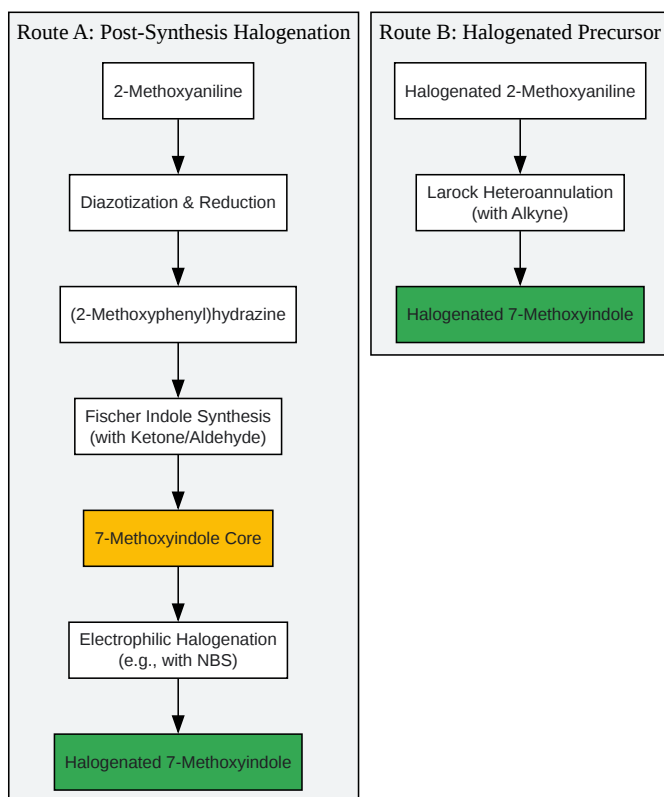 Route A: Post-Synthesis Halogenation
2-Methoxyaniline
Diazotization & Reduction
(2-Methoxyphenyl)hydrazine
Fischer Indole Synthesis
(with Ketone/Aldehyde)
7-Methoxyindole Core
Electrophilic Halogenation
(e.g., with NBS)
Halogenated 7-Methoxyindole
Route B: Halogenated Precursor
Halogenated 2-Methoxyaniline
Larock Heteroannulation
(with Alkyne)
Halogenated 7-Methoxyindole